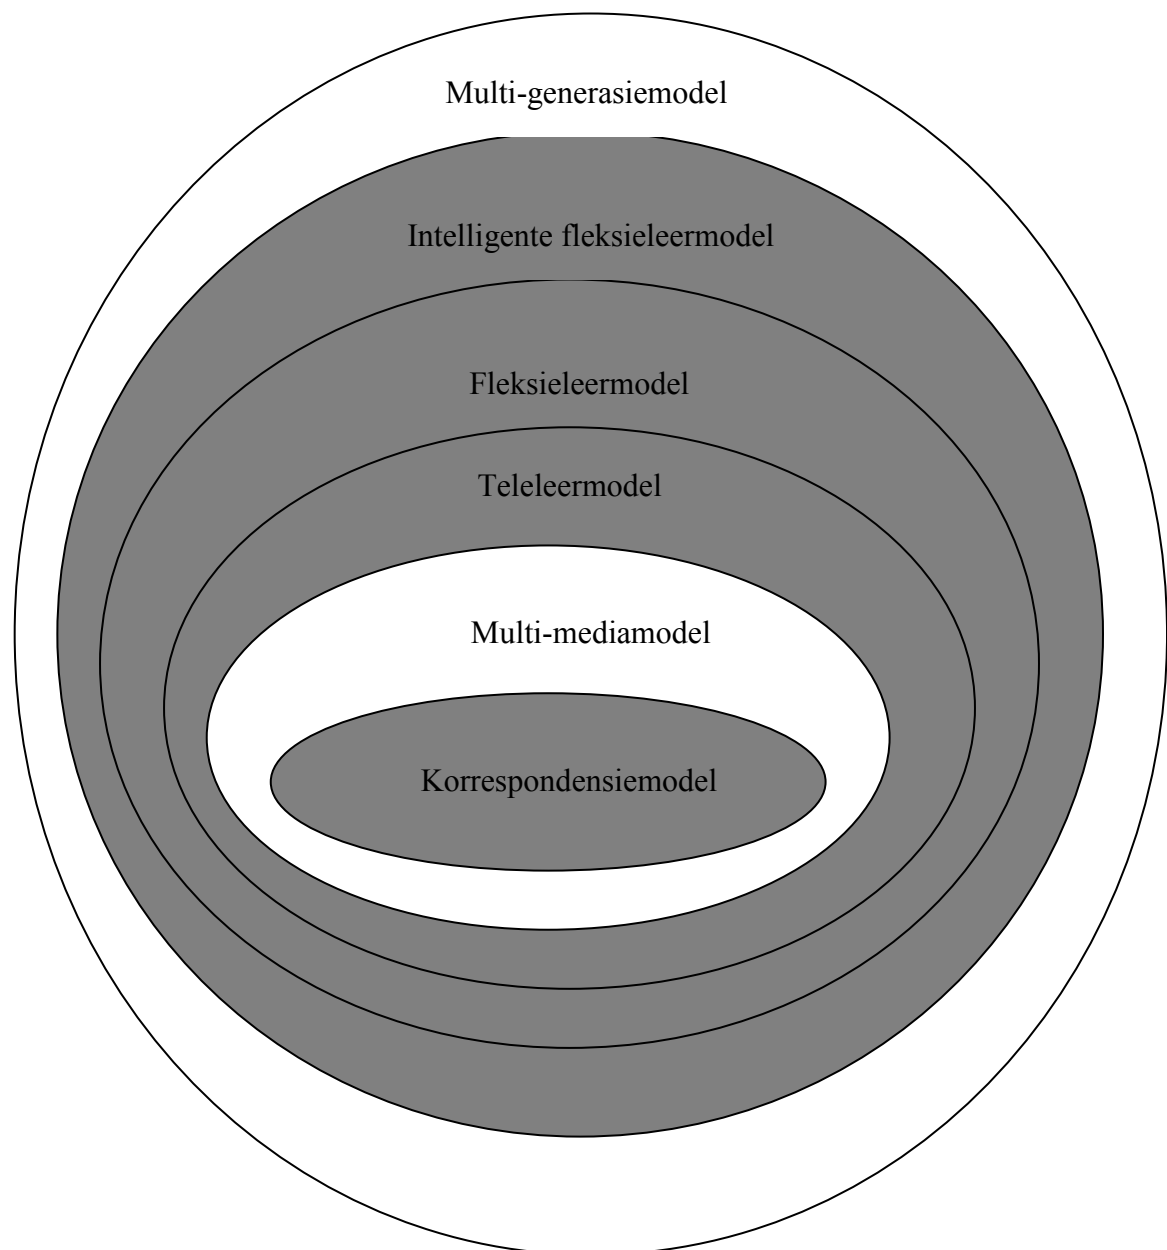 Multi-generasiemodel
Intelligente fleksieleermodel
Fleksieleermodel
Teleleermodel
Multi-mediamodel
Korrespondensiemodel